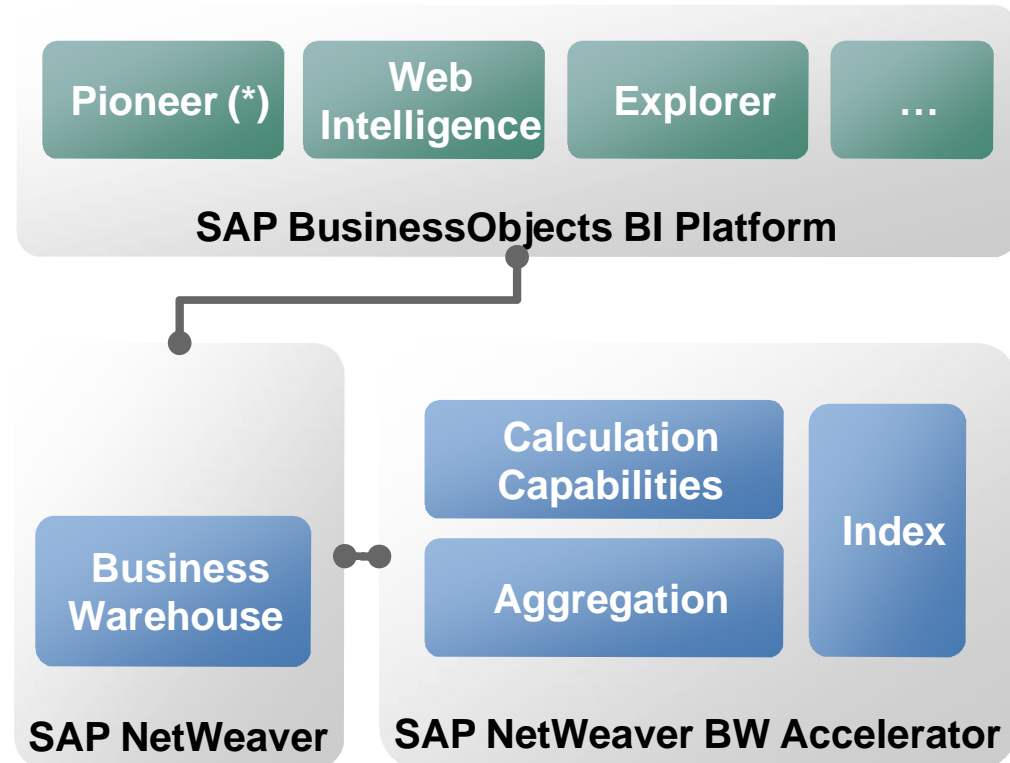 Pioneer (*)
Web
Intelligence
Explorer
...
SAP BusinessObjects BI Platform
Business
Warehouse
SAP NetWeaver
Calculation
Capabilities
Aggregation
Index
SAP NetWeaver BW Accelerator